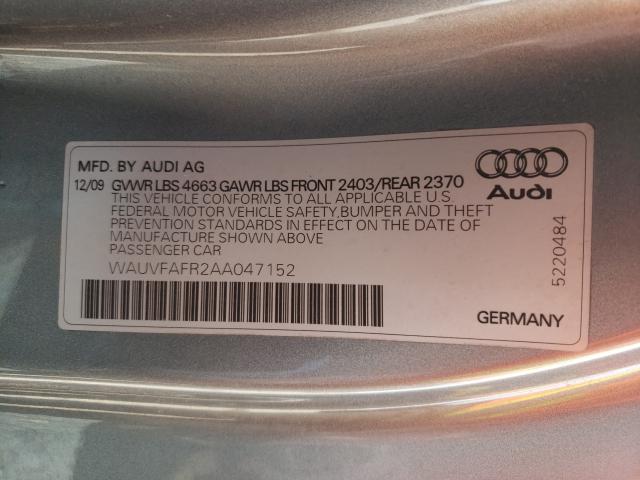 MFD. BY AUDI AG
12/09 GVWR LBS 4663 GAWR LBS FRONT 2403/REAR 2370
THIS VEHICLE CONFORMS TO ALL APPLICABLE U.S
FEDERAL MOTOR VEHICLE SAFETY,BUMPER AND THEFT
PREVENTION STANDARDS IN EFFECT ON THE DATE OF
MANUFACTURE SHOWN ABOVE
PASSENGER CAR
WAUVFAFR2AA047152
Audi
5220484
GERMANY